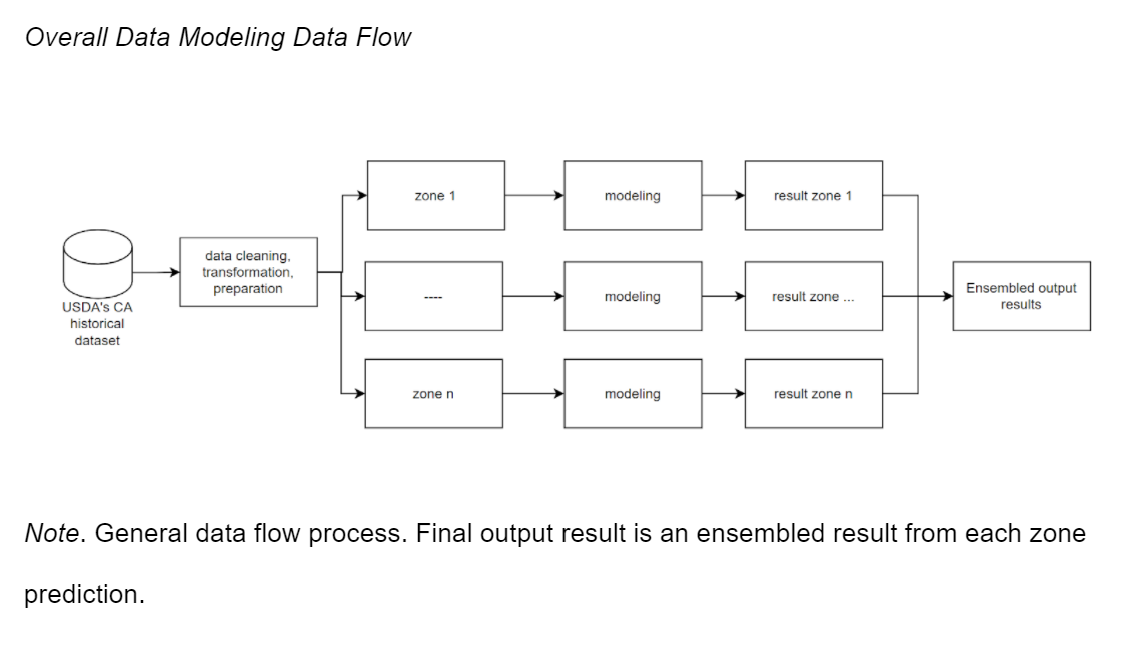 Overall Data Modeling Data Flow
zone 1
modeling
result zone 1
data cleaning,
transformation,
preparation
USDA's CA
historical
dataset
----
modeling
result zone ...
Ensembled output
results
zone n
modeling
result zone n
Note. General data flow process. Final output result is an ensembled result from each zone
prediction.